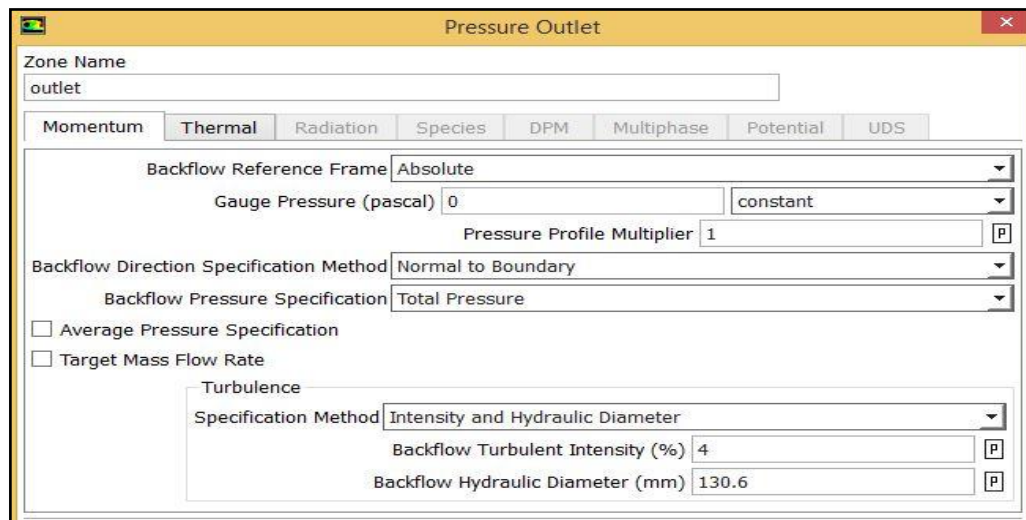 Pressure Outlet
Zone Name
outlet
Momentum Thermal Radiation Species DPM Multiphase Potential UDS
Backflow Reference Frame Absolute
Gauge Pressure (pascal) 0 constant
Pressure Profile Multiplier 1 P
Backflow Direction Specification Method Normal to Boundary
Backflow Pressure Specification Total Pressure
Average Pressure Specification
Target Mass Flow Rate
Turbulence
Specification Method Intensity and Hydraulic Diameter
Backflow Turbulent Intensity (%) 4 P
Backflow Hydraulic Diameter (mm) 130.6 P